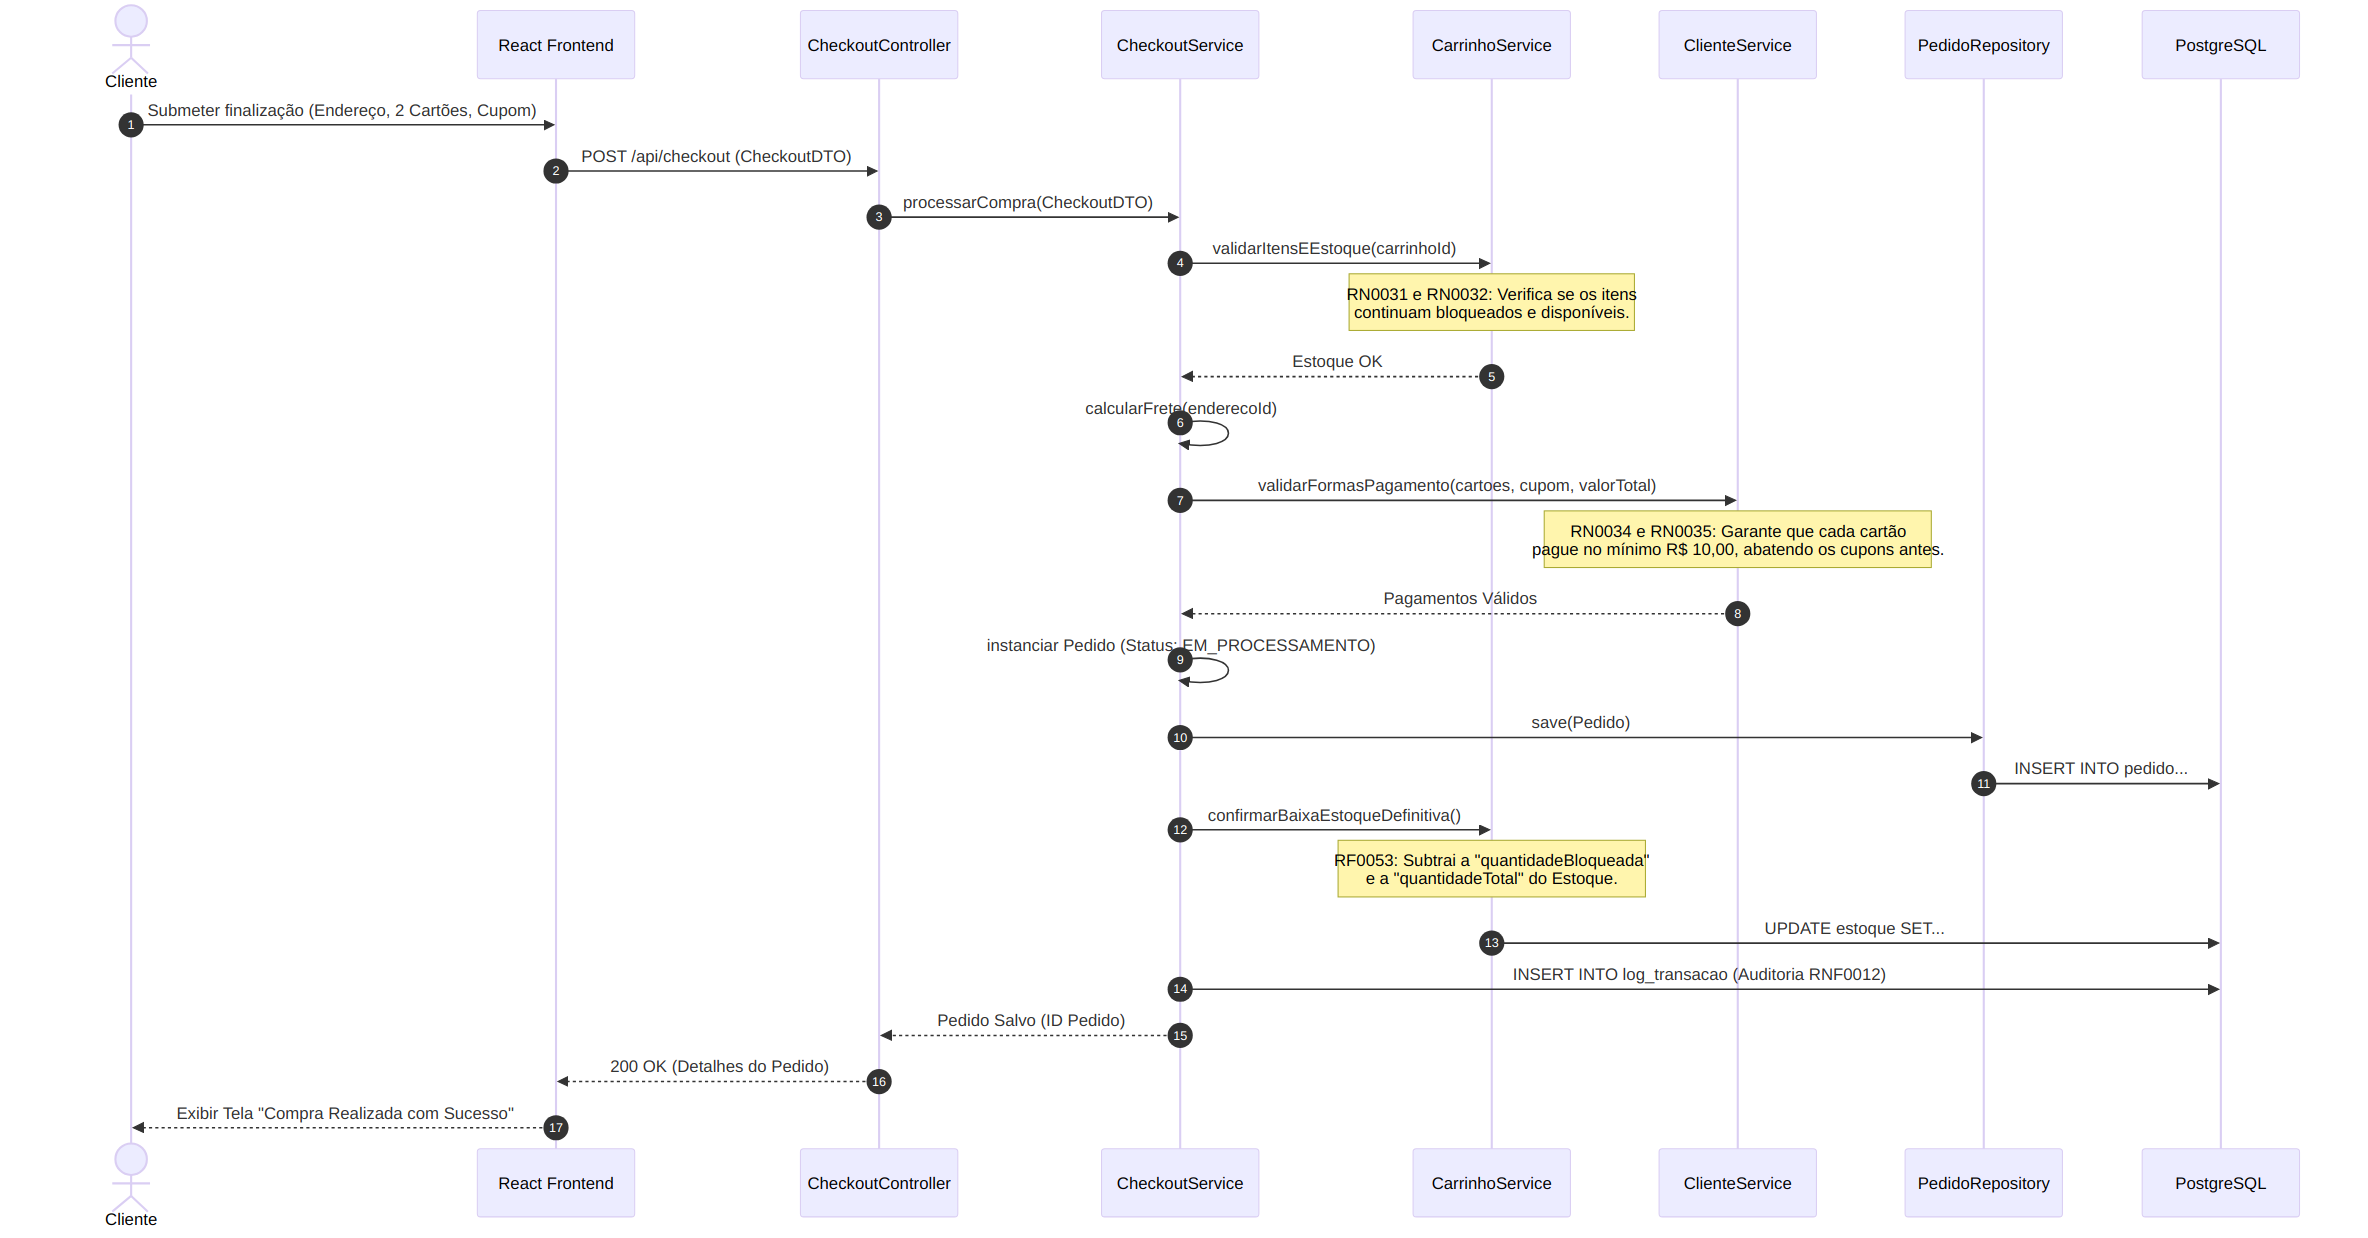 Cliente
React Frontend
CheckoutController
CheckoutService
CarrinhoService
ClienteService
PedidoRepository
PostgreSQL
Submeter finalização (Endereço, 2 Cartões, Cupom)
1
POST /api/checkout (CheckoutDTO)
2
processarCompra(CheckoutDTO)
3
validarItensEEstoque(carrinhoId)
4
RN0031 e RN0032: Verifica se os itens
continuam bloqueados e disponíveis.
Estoque OK
5
calcularFrete(enderecoId)
6
validarFormasPagamento(cartoes, cupom, valorTotal)
7
RN0034 e RN0035: Garante que cada cartão
pague no mínimo R$ 10,00, abatendo os cupons antes.
Pagamentos Válidos
8
instanciar Pedido (Status: EM_PROCESSAMENTO)
9
save(Pedido)
10
INSERT INTO pedido...
11
confirmarBaixaEstoqueDefinitiva()
12
RF0053: Subtrai a "quantidadeBloqueada"
e a "quantidadeTotal" do Estoque.
UPDATE estoque SET...
13
INSERT INTO log_transacao (Auditoria RNF0012)
14
Pedido Salvo (ID Pedido)
15
200 OK (Detalhes do Pedido)
16
Exibir Tela "Compra Realizada com Sucesso"
17
Cliente
React Frontend
CheckoutController
CheckoutService
CarrinhoService
ClienteService
PedidoRepository
PostgreSQL